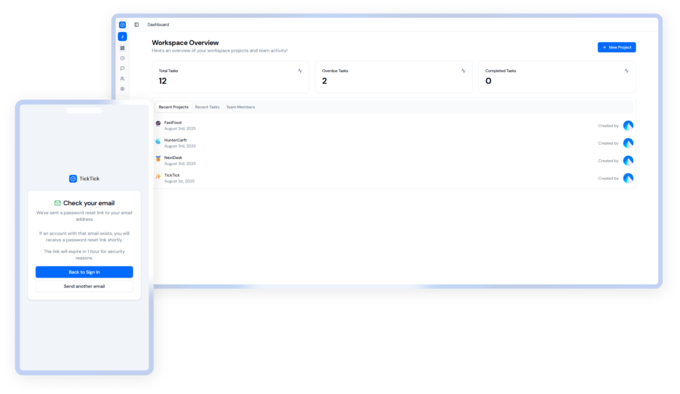 Dashboard
J
Workspace Overview
Here's an overview of your workspace projects and team activity!
+ New Project
Total Tasks
12
Overdue Tasks
2
Completed Tasks
0
Recent Projects
Recent Tasks
Team Members
FastFood
August 3rd, 2025
Created by
HunterCarft
August 3rd, 2025
Created by
NextSaak
August 3rd, 2025
Created by
TickTick
August 1st, 2025
Created by
TickTick
Check your email
We've sent a password reset link to your email
address.
If an account with that email exists, you will
receive a password reset link shortly.
The link will expire in 1 hour for security
reasons.
Back to Sign In
Send another email